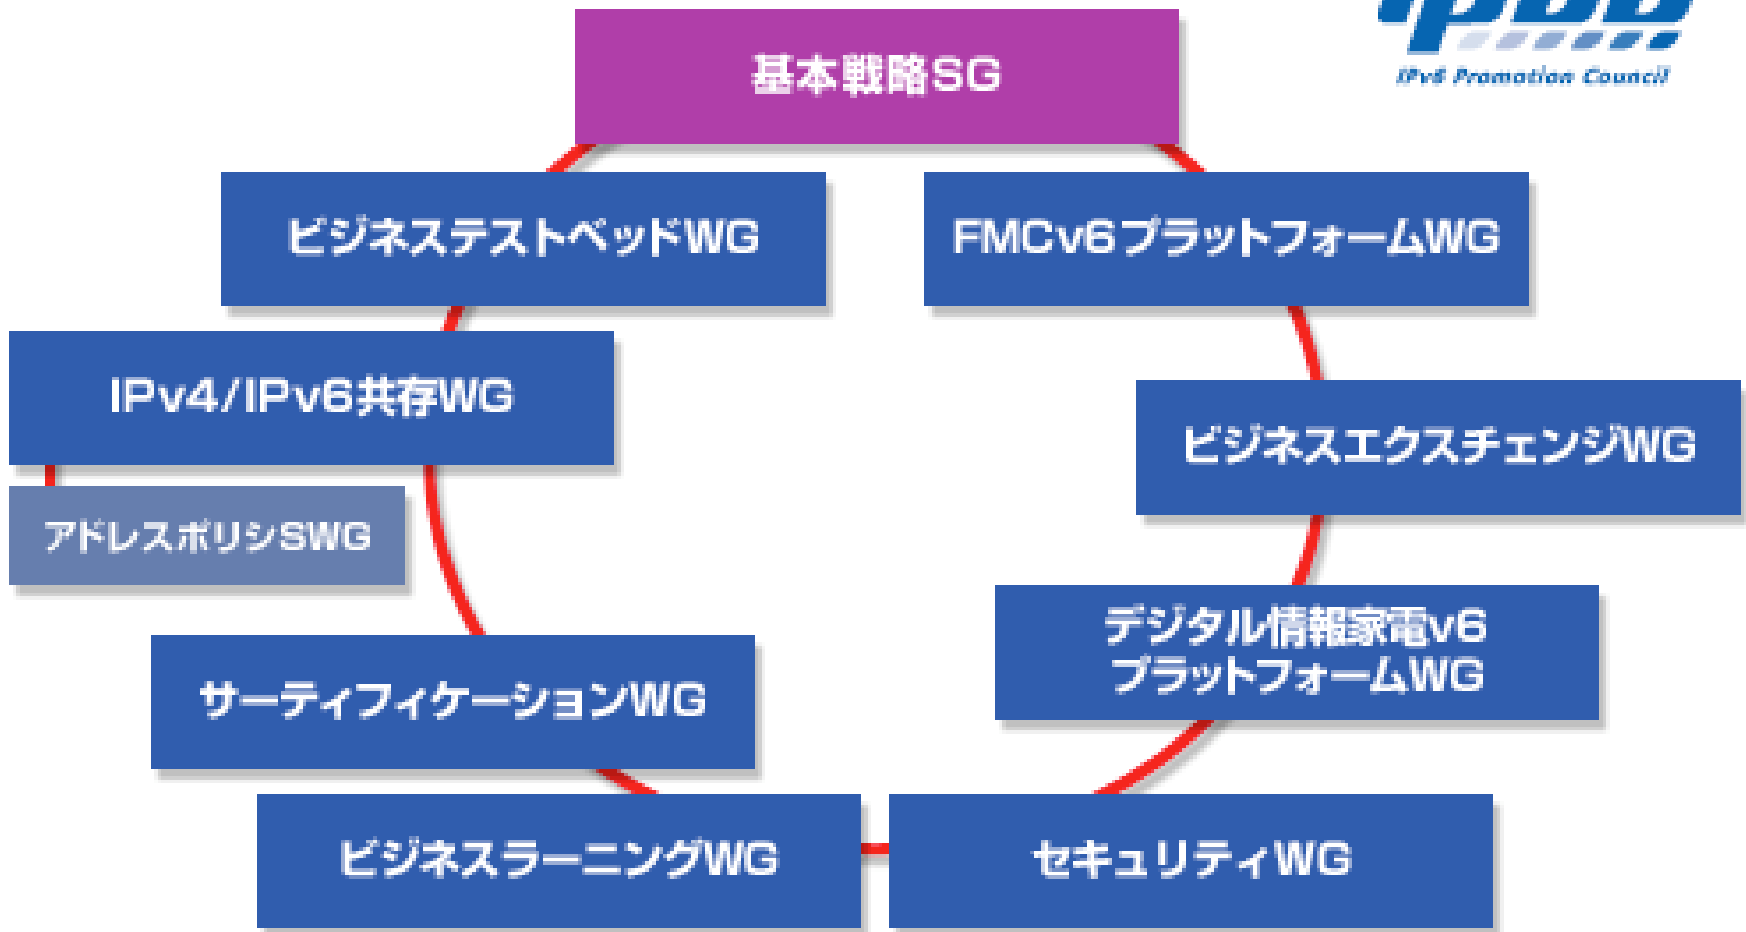 IPv6 Promotion Council
基本戦略SG
ビジネステストベッドWG
FMCv6プラットフォームWG
IPv4/IPv6共存WG
ビジネスエクスチェンジWG
アドレスポリシSWG
デジタル情報家電v6
プラットフォームWG
サーティフィケーションWG
ビジネスラーニングWG
セキュリティWG